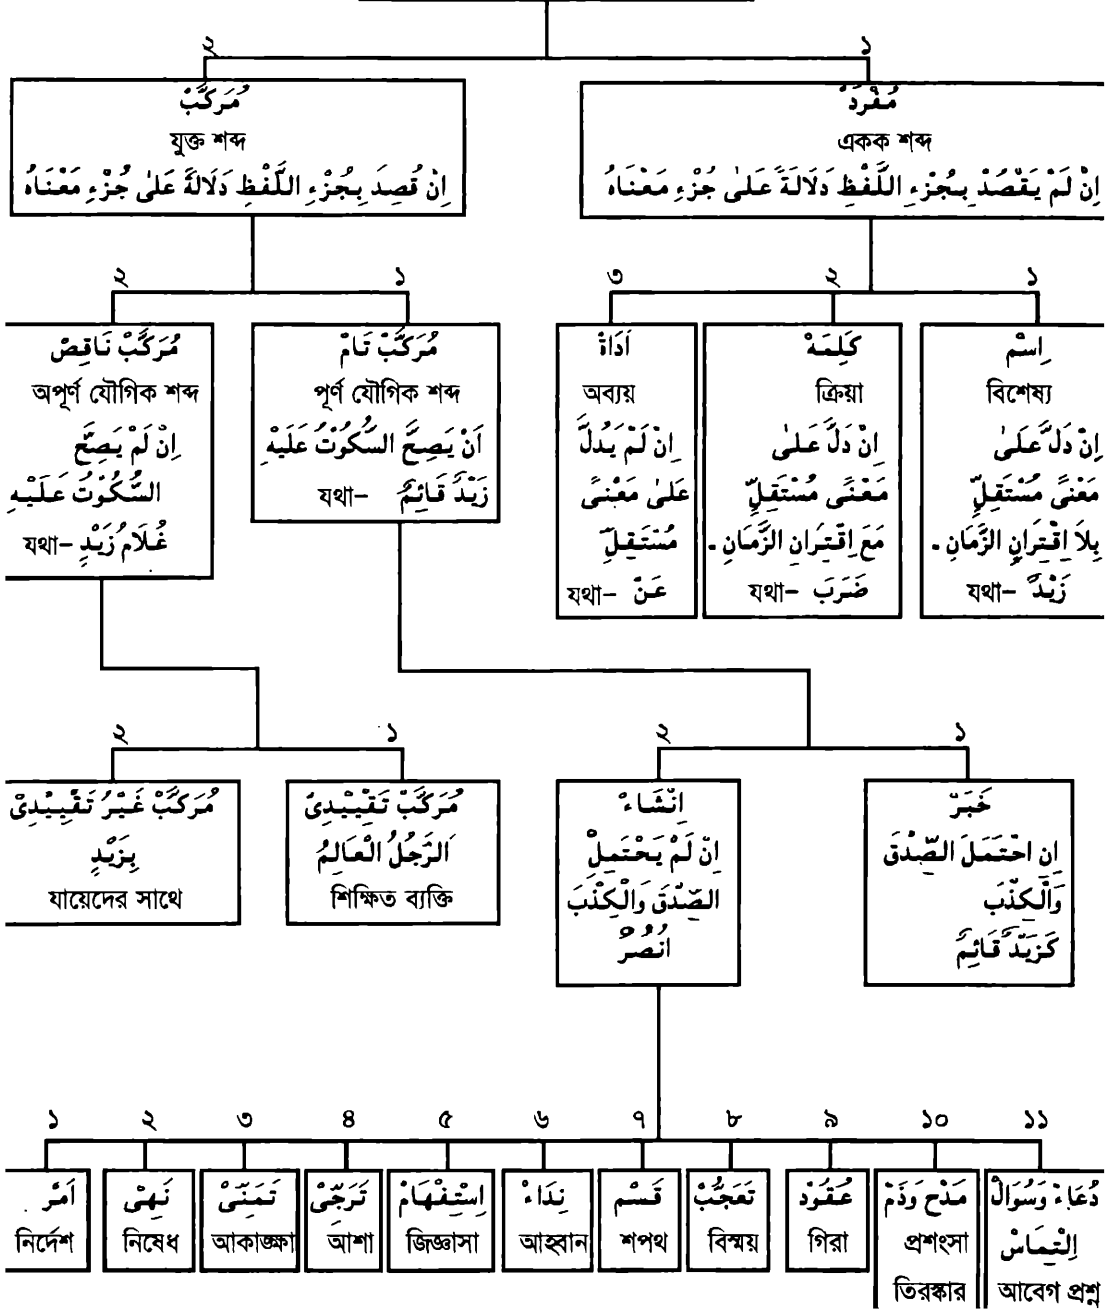 ২ ১
مُرَكَّبْ
যুক্ত শব্দ
اِنْ قُصِدَ بِجُزْءِ اللَّفْظِ دَلَالَةً عَلٰى جُزْءِ مَعْنَاهُ
مُفْرَدْ
একক শব্দ
اِنْ لَمْ يَقْصُدْ بِجُزْءِ اللَّفْظِ دَلَالَةً عَلٰى جُزْءِ مَعْنَاهُ
২ ১ ৩ ২ ১
مُرَكَّبْ نَاقِصْ
অপূর্ণ যৌগিক শব্দ
اِنْ لَمْ يَصِحَّ
السُّكُوْتُ عَلَيْهِ
যথা– غُلَامُ زَيْدٍ
مُرَكَّبْ تَامْ
পূর্ণ যৌগিক শব্দ
اَنْ يَصِحَّ السُّكُوْتُ عَلَيْهِ
যথা– زَيْدٌ قَائِمٌ
اَدَاةْ
অব্যয়
اِنْ لَمْ يَدُلَّ
عَلٰى مَعْنًى
مُسْتَقِلٍّ
যথা– عَنْ
كَلِمَهْ
ক্রিয়া
اِنْ دَلَّ عَلٰى
مَعْنًى مُسْتَقِلٍّ
مَعَ اِقْتِرَانِ الزَّمَانِ .
যথা– ضَرَبَ
اِسْم
বিশেষ্য
اِنْ دَلَّ عَلٰى
مَعْنًى مُسْتَقِلٍّ
بِلَا اقْتِرَانِ الزَّمَانِ .
যথা– زَيْدٌ
২ ১ ২ ১
مُرَكَّبْ غَيْرُ تَقْيِيْدِىْ
بِزَيْدٍ
যায়েদের সাথে
مُرَكَّبْ تَقْيِيْدِىْ
اَلرَّجُلُ الْعَالِمُ
শিক্ষিত ব্যক্তি
اِنْشَاءْ
اِنْ لَمْ يَحْتَمِلْ
الصِّدْقَ وَالْكِذْبَ
اُنْصُرْ
خَبَرْ
اِنِ احْتَمَلَ الصِّدْقَ
وَالْكِذْبَ
كَزَيْدٌ قَائِمٌ
১ ২ ৩ ৪ ৫ ৬ ৭ ৮ ৯ ১০ ১১
اَمْر
নির্দেশ
نَهِىْ
নিষেধ
تَمَنِّىْ
আকাঙ্ক্ষা
تَرَجِّىْ
আশা
اِسْتِفْهَامْ
জিজ্ঞাসা
نِدَاءْ
আহ্বান
قَسْم
শপথ
تَعَجُّبْ
বিস্ময়
عُقُوْد
গিরা
مَدْح وَذَمْ
প্রশংসা
তিরস্কার
دُعَاءْ وَسُوَالْ
اِلْتِمَاسْ
আবেগ প্রশ্ন